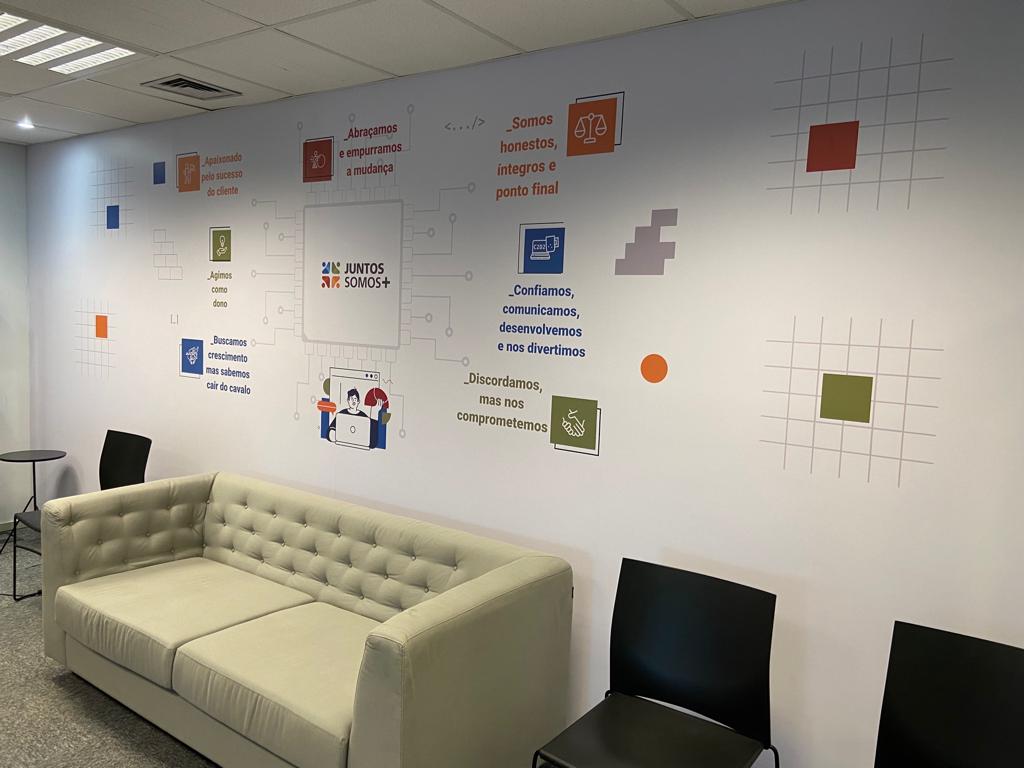 _Apaixonado
pelo sucesso
do cliente
_Abraçamos
e empurramos
a mudança
<.../>
_Somos
honestos,
íntegros e
ponto final
_Agimos
como
dono
JUNTOS
SOMOS+
C2D2
_Confiamos,
comunicamos,
desenvolvemos
e nos divertimos
[_]
_Buscamos
crescimento
mas sabemos
cair do cavalo
_Discordamos,
mas nos
comprometemos